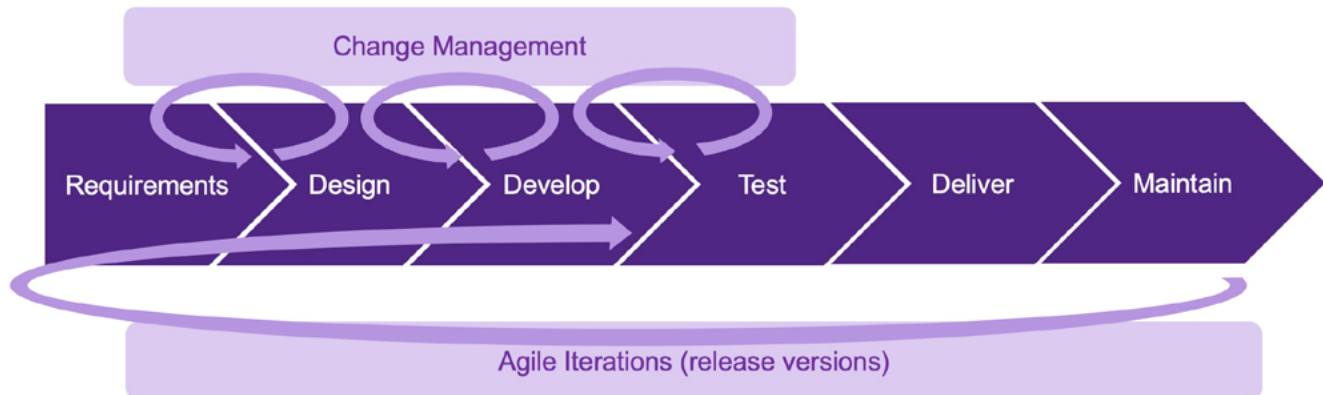 Change Management
Requirements Design Develop Test Deliver Maintain
Agile Iterations (release versions)